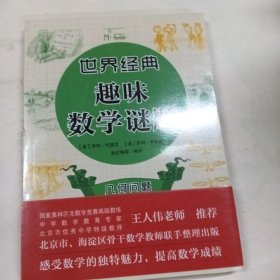 世界经典
趣味
数学谜
几何问题
国家奥林匹克数学竞赛高级教练
中学数学教育专家
北京市优秀中学特级教师
王人伟老师 推荐
北京市、海淀区骨干数学教师联手整理出版
感受数学的独特魅力，提高数学成绩